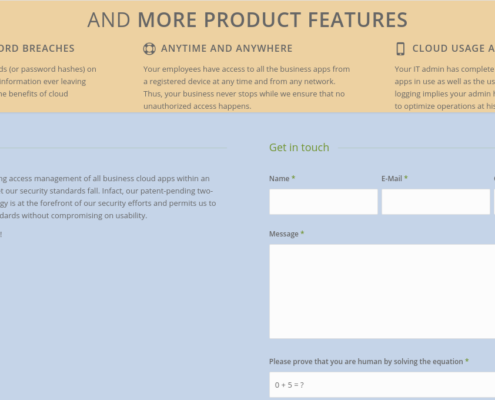 AND MORE PRODUCT FEATURES
ORD BREACHES
ds (or password hashes) on
information ever leaving
he benefits of cloud
ANYTIME AND ANYWHERE
Your employees have access to all the business apps from
a registered device at any time and from any network.
Thus, your business never stops while we ensure that no
unauthorized access happens.
CLOUD USAGE A
Your IT admin has complete
apps in use as well as the us
logging implies your admin h
to optimize operations at his
ng access management of all business cloud apps within an
et our security standards fall. Infact, our patent-pending two-
gy is at the forefront of our security efforts and permits us to
dards without compromising on usability.
Get in touch
Name *
E-Mail *
Message *
Please prove that you are human by solving the equation *
0 + 5 = ?